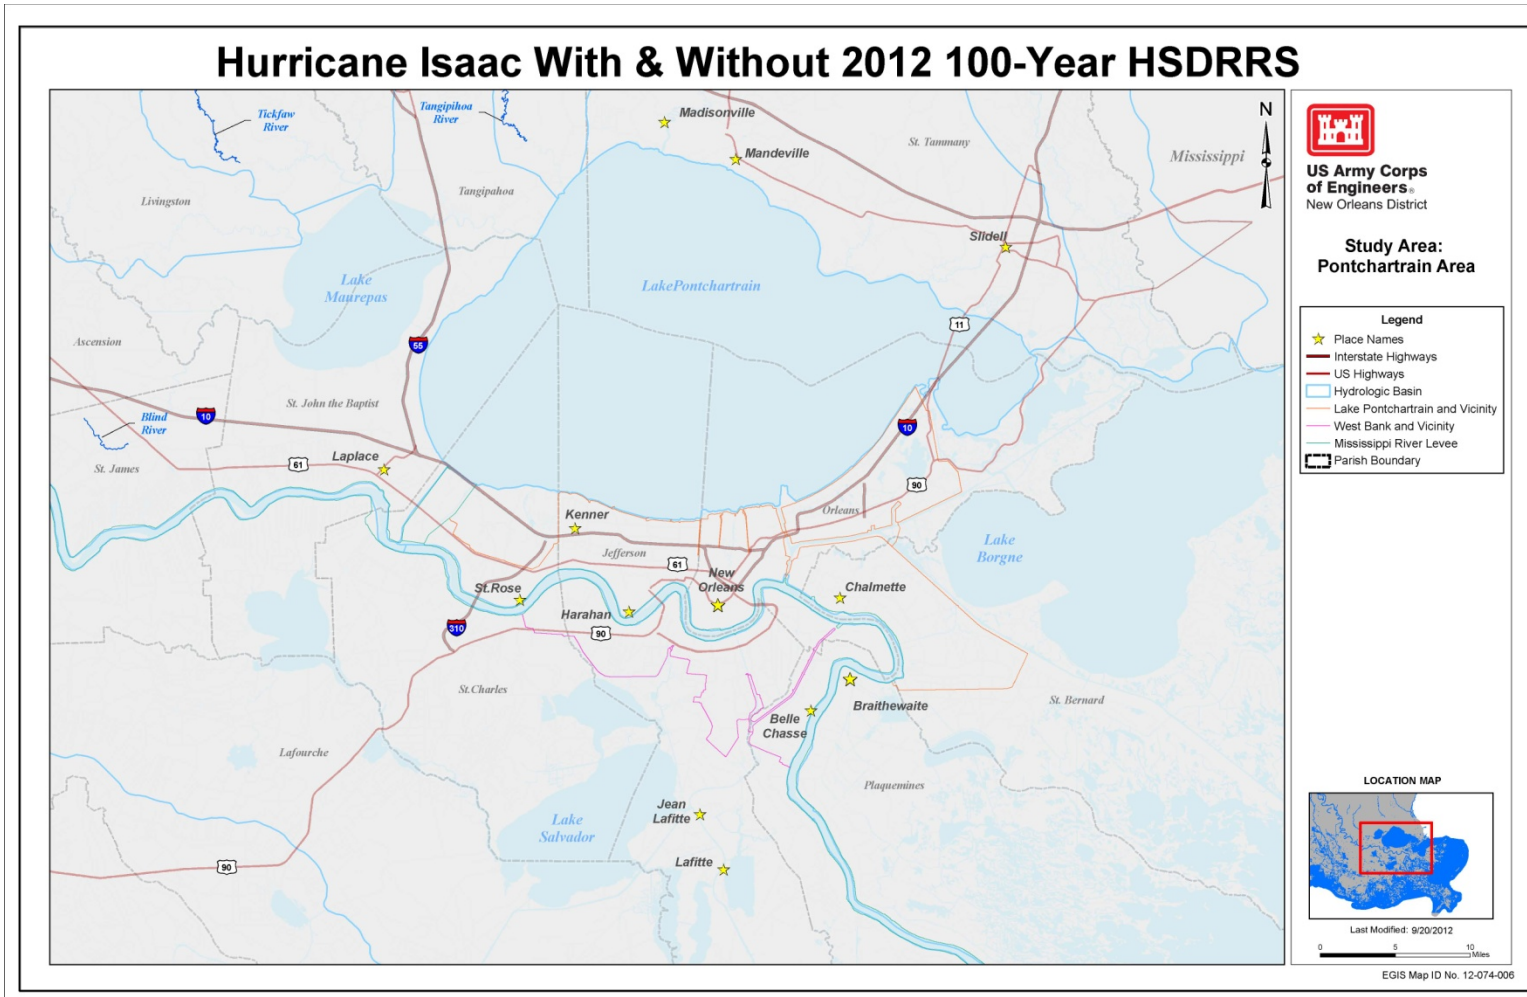 Hurricane Isaac With & Without 2012 100-Year HSDRRS
Tickfaw
River
Tangipihoa
River
Madisonville
Mandeville
St. Tammany
Mississippi
N
Livingston
Tangipahoa
Slidell
Lake
Maurepas
LakePontchartrain
11
Ascension
55
St. John the Baptist
10
Blind
River
10
St. James
61
Laplace
90
Kenner
Orleans
Jefferson
61
Lake
Borgne
New
Orleans
St.Rose
Chalmette
Harahan
310
90
St.Charles
Braithewaite
St. Bernard
Belle
Chasse
Lafourche
Plaquemines
Jean
Lafitte
Lake
Salvador
Lafitte
90
US Army Corps
of Engineers®
New Orleans District
Study Area:
Pontchartrain Area
Legend
Place Names
Interstate Highways
US Highways
Hydrologic Basin
Lake Pontchartrain and Vicinity
West Bank and Vicinity
Mississippi River Levee
Parish Boundary
LOCATION MAP
Last Modified: 9/20/2012
0 5 10
Miles
EGIS Map ID No. 12-074-006